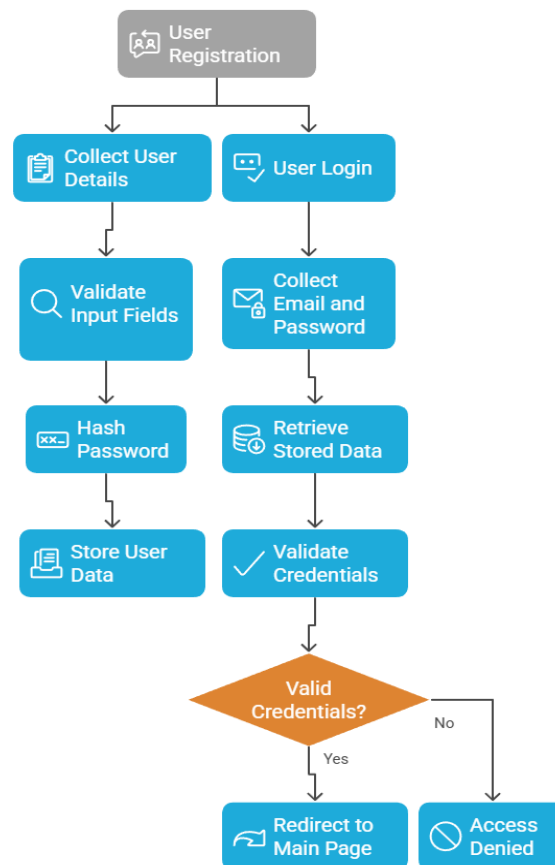 User
Registration
Collect User
Details
User Login
Validate
Input Fields
Collect
Email and
Password
Hash
Password
Retrieve
Stored Data
Store User
Data
Validate
Credentials
Valid
Credentials?
No
Yes
Redirect to
Main Page
Access
Denied